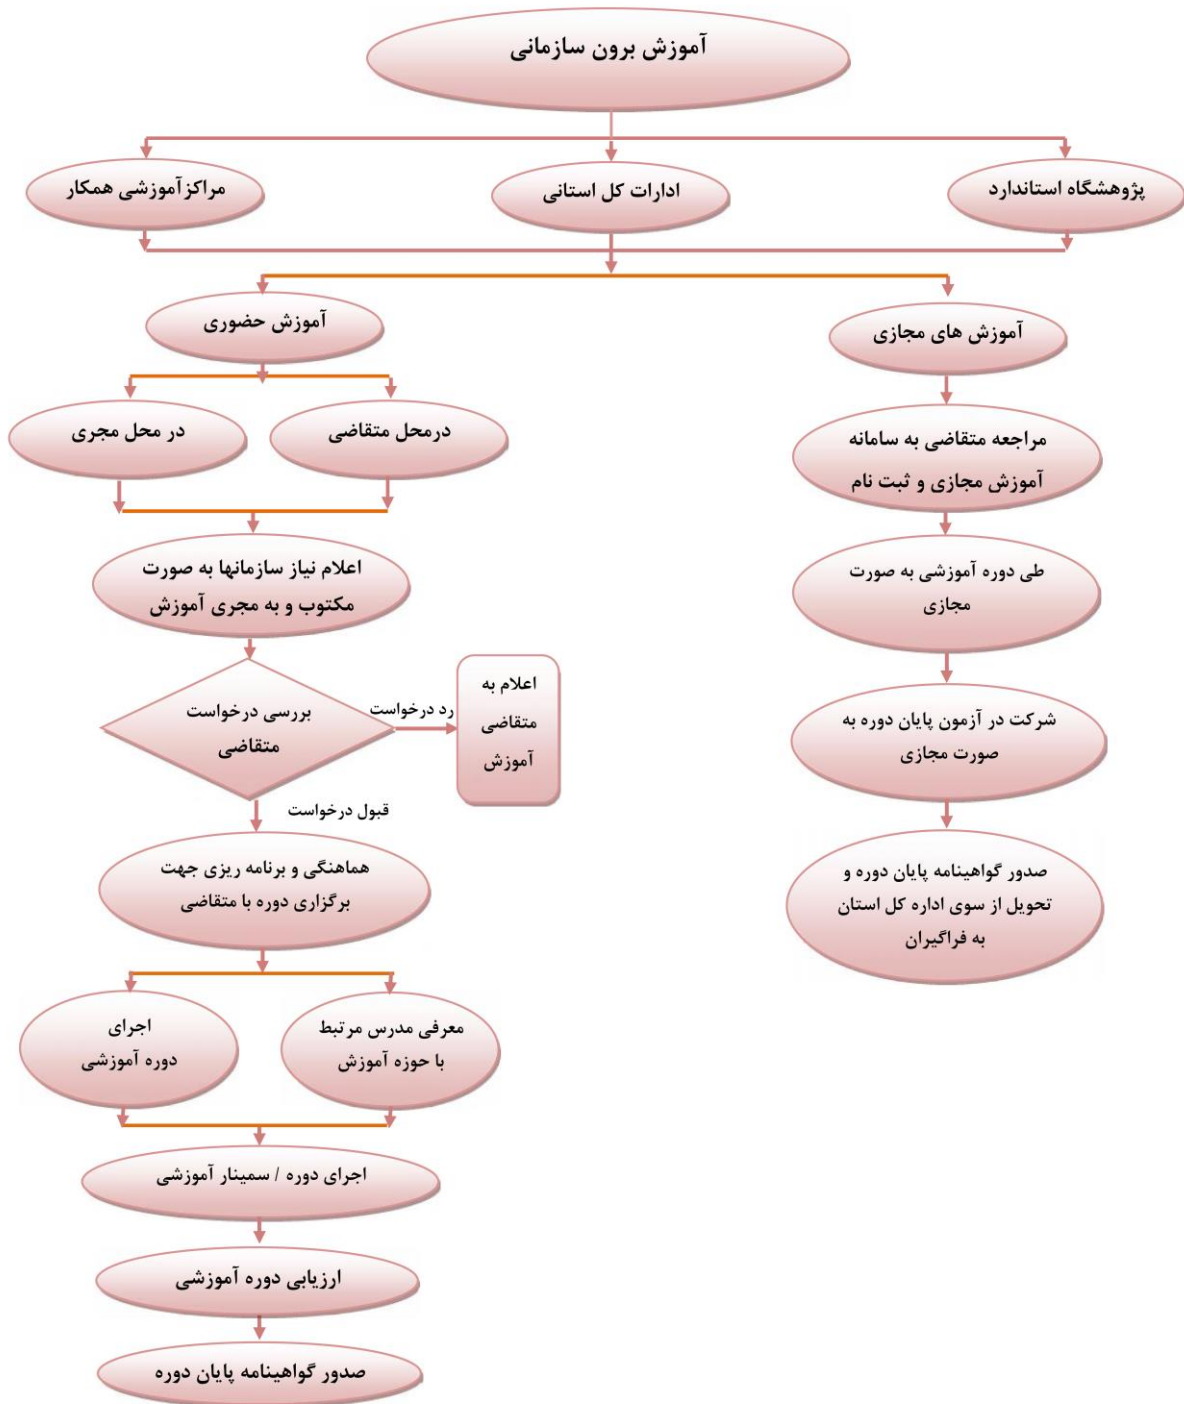 آموزش برون سازمانی
پژوهشگاه استاندارد
ادارات کل استانی
مراکزآموزشی همکار
آموزش های مجازی
مراجعه متقاضی به سامانه
آموزش مجازی و ثبت نام
طی دوره آموزشی به صورت
مجازی
شرکت در آزمون پایان دوره به
صورت مجازی
صدور گواهینامه پایان دوره و
تحویل از سوی اداره کل استان
به فراگیران
آموزش حضوری
درمحل متقاضی
در محل مجری
اعلام نیاز سازمانها به صورت
مکتوب و به مجری آموزش
بررسی درخواست
متقاضی
رد درخواست
اعلام به
متقاضی
آموزش
قبول درخواست
هماهنگی و برنامه ریزی جهت
برگزاری دوره با متقاضی
معرفی مدرس مرتبط
با حوزه آموزش
اجرای
دوره آموزشی
اجرای دوره / سمینار آموزشی
ارزیابی دوره آموزشی
صدور گواهینامه پایان دوره